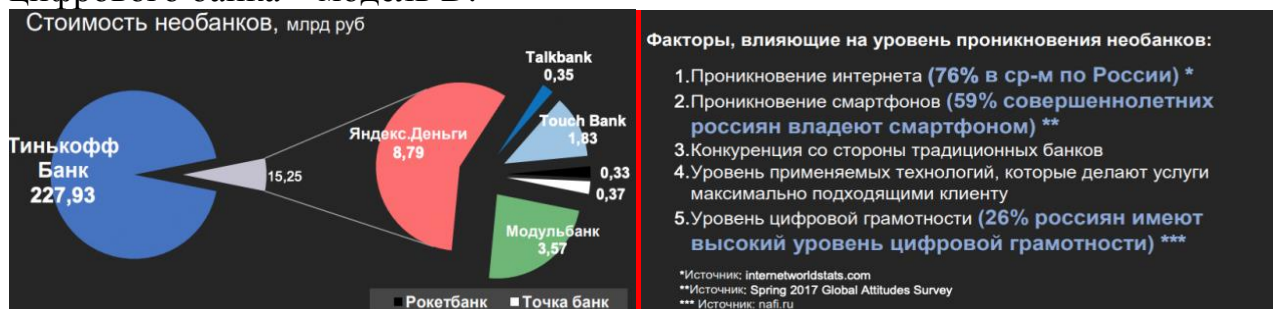 Стоимость необанков, млрд руб
Talkbank
0,35
Touch Bank
1,83
Яндекс.Деньги
8,79
Тинькофф
Банк
227,93
15,25
0,33
0,37
Модульбанк
3,57
Рокетбанк
Точка банк
Факторы, влияющие на уровень проникновения необанков:
1.Проникновение интернета (76% в ср-м по России) *
2.Проникновение смартфонов (59% совершеннолетних
россиян владеют смартфоном) **
3.Конкуренция со стороны традиционных банков
4.Уровень применяемых технологий, которые делают услуги
максимально подходящими клиенту
5.Уровень цифровой грамотности (26% россиян имеют
высокий уровень цифровой грамотности) ***
*Источник: internetworldstats.com
**Источник: Spring 2017 Global Attitudes Survey
*** Источник: nafi.ru